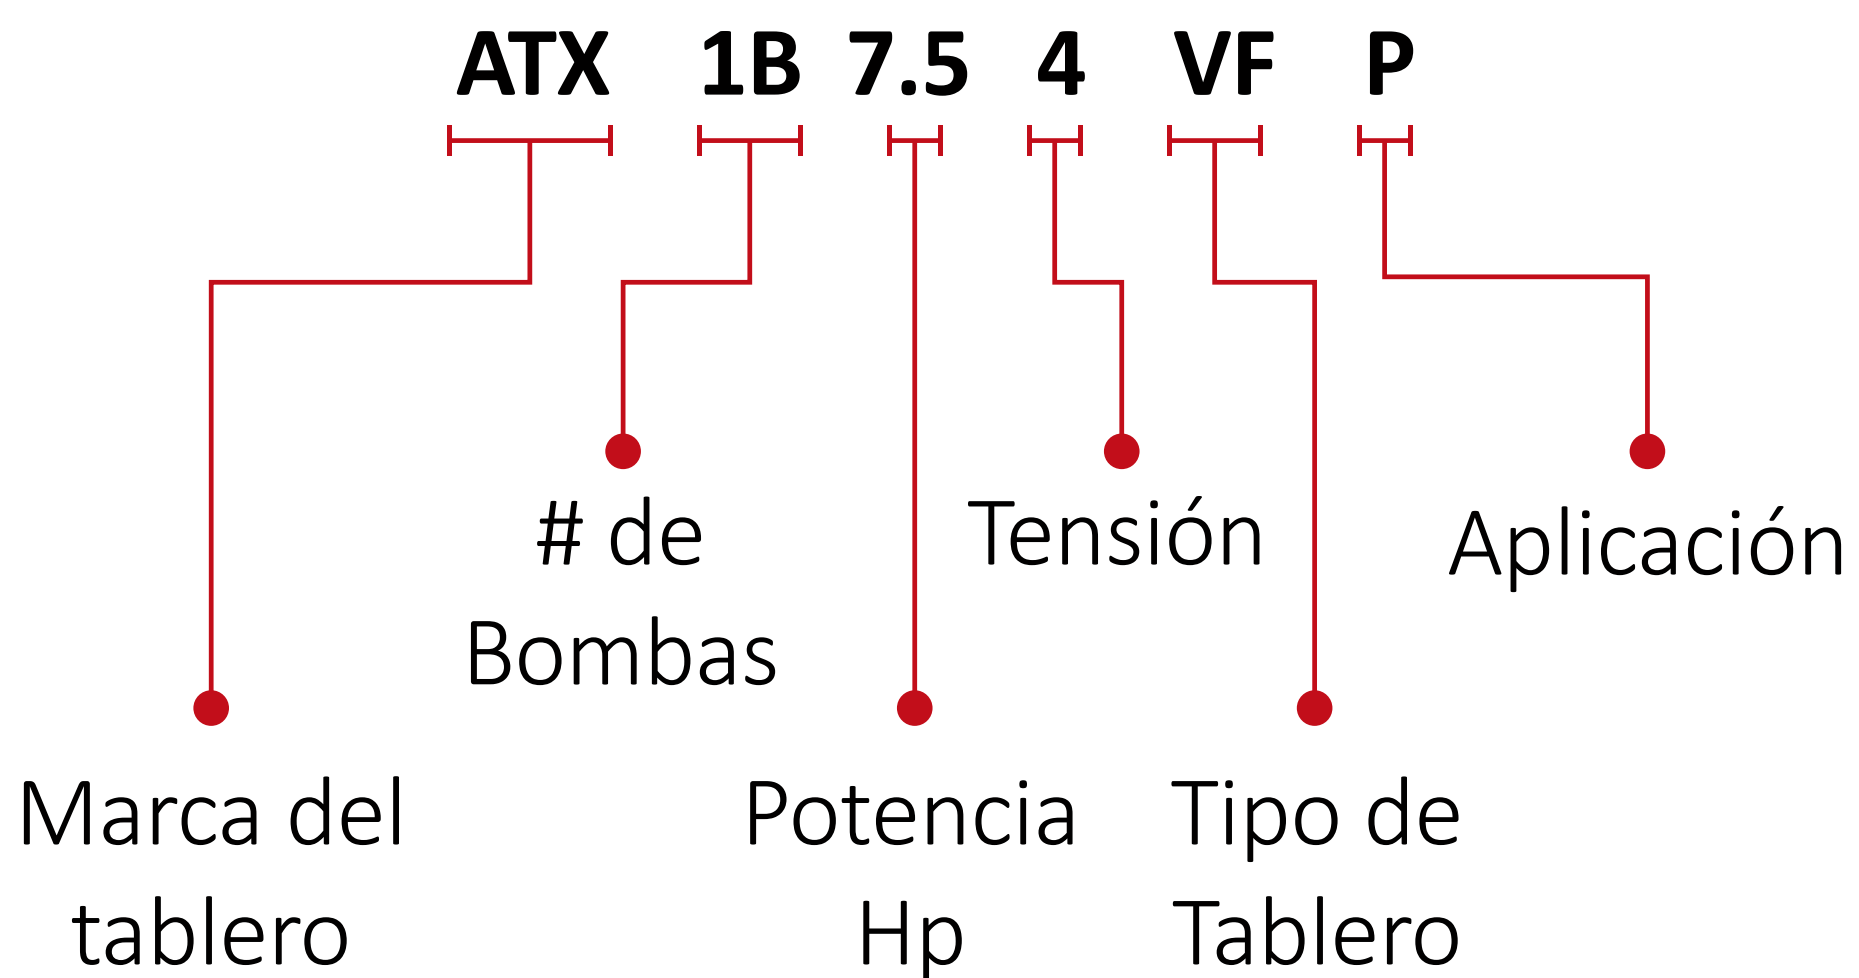 ATX 1B 7.5 4 VF P
# de
Bombas
Tensión
Aplicación
Marca del
tablero
Potencia
Hp
Tipo de
Tablero